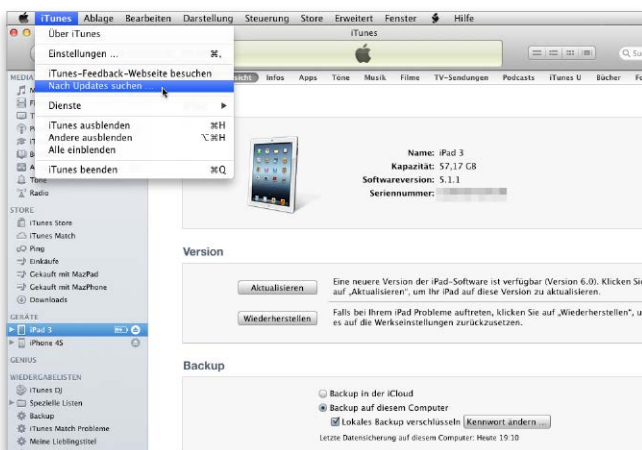 iTunes Ablage Bearbeiten Darstellung Steuerung Store Erweitert Fenster Hilfe
iTunes
Über iTunes
Einstellungen ... ⌘,
iTunes-Feedback-Webseite besuchen
Nach Updates suchen ...
Dienste
iTunes ausblenden ⌘H
Andere ausblenden ⌥⌘H
Alle einblenden
iTunes beenden ⌘Q
Infos Apps Töne Musik Filme TV-Sendungen Podcasts iTunes U Bücher
Töne
Radio
STORE
iTunes Store
iTunes Match
Ping
Einkäufe
Gekauft mit MazPad
Gekauft mit MazPhone
Downloads
GERÄTE
iPad 3
iPhone 4S
GENIUS
WIEDERGABELISTEN
iTunes DJ
Spezielle Listen
Backup
iTunes Match Probleme
Meine Lieblingstitel
Name: iPad 3
Kapazität: 57,17 GB
Softwareversion: 5.1.1
Seriennummer:
Version
Aktualisieren
Eine neuere Version der iPad-Software ist verfügbar (Version 6.0). Klicken Sie
auf „Aktualisieren", um Ihr iPad auf diese Version zu aktualisieren.
Wiederherstellen
Falls bei Ihrem iPad Probleme auftreten, klicken Sie auf „Wiederherstellen", u
es auf die Werkseinstellungen zurückzusetzen.
Backup
Backup in der iCloud
Backup auf diesem Computer
Lokales Backup verschlüsseln Kennwort ändern ...
Letzte Datensicherung auf diesem Computer: Heute 19:10